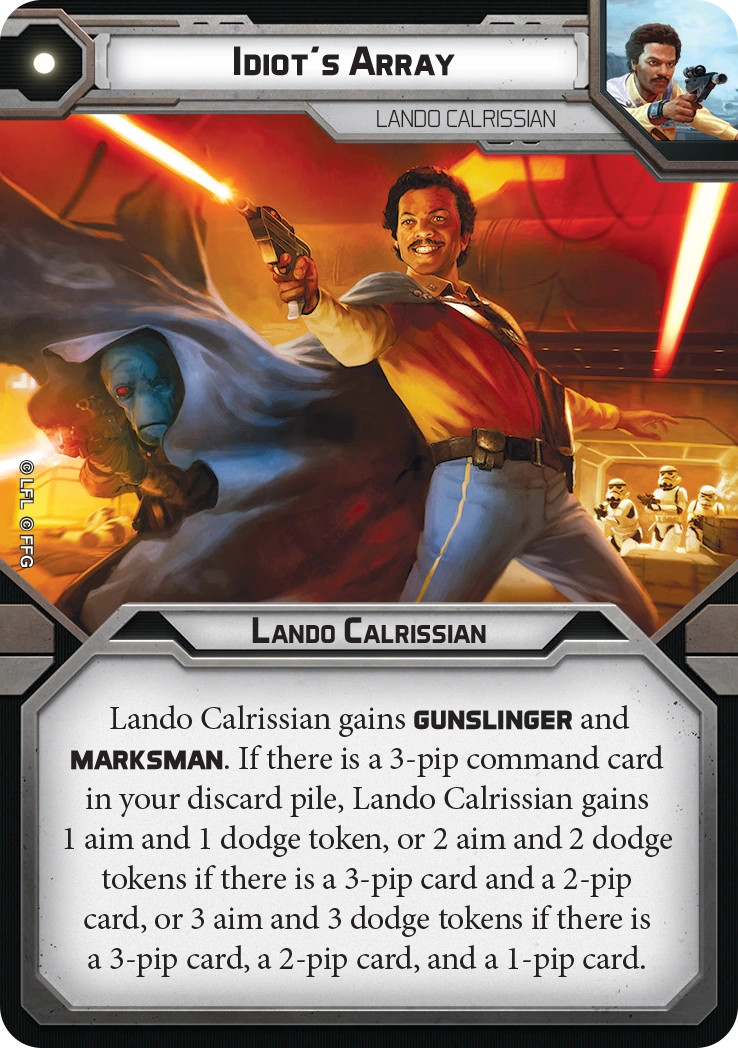 Idiot's Array
LANDO CALRISSIAN
© LFL © FFG
Lando Calrissian
Lando Calrissian gains GUNSLINGER and
MARKSMAN. If there is a 3-pip command card
in your discard pile, Lando Calrissian gains
1 aim and 1 dodge token, or 2 aim and 2 dodge
tokens if there is a 3-pip card and a 2-pip
card, or 3 aim and 3 dodge tokens if there is
a 3-pip card, a 2-pip card, and a 1-pip card.